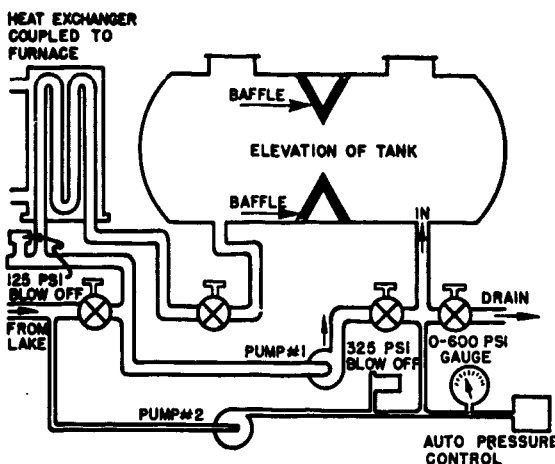 HEAT EXCHANGER
COUPLED TO
FURNACE
BAFFLE
ELEVATION OF TANK
BAFFLE
IN
125 PSI
BLOW OFF
FROM
LAKE
DRAIN
PUMP#1
325 PSI
BLOW OFF
0-600 PSI
GAUGE
PUMP#2
AUTO PRESSURE
CONTROL